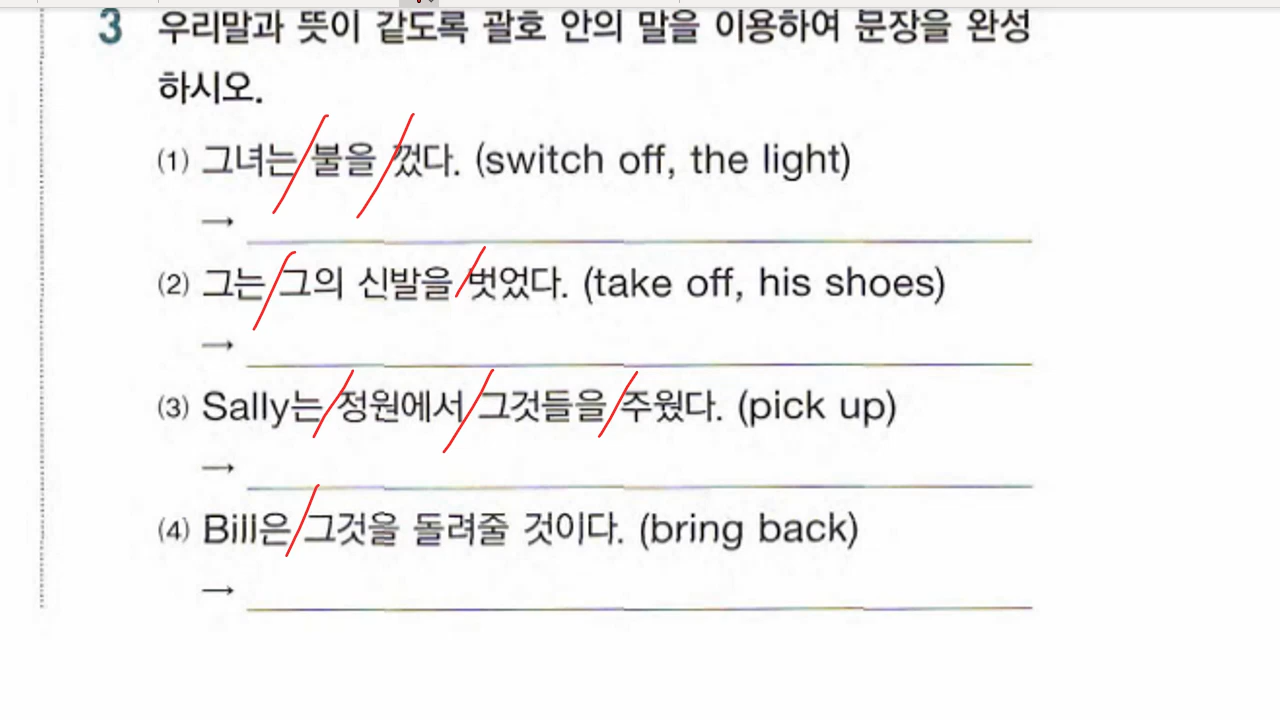 3 우리말과 뜻이 같도록 괄호 안의 말을 이용하여 문장을 완성
하시오.
(1) 그녀는 불을 껐다. (switch off, the light)
→
(2) 그는 그의 신발을 벗었다. (take off, his shoes)
→
(3) Sally는 정원에서 그것들을 주웠다. (pick up)
→
(4) Bill은 그것을 돌려줄 것이다. (bring back)
→